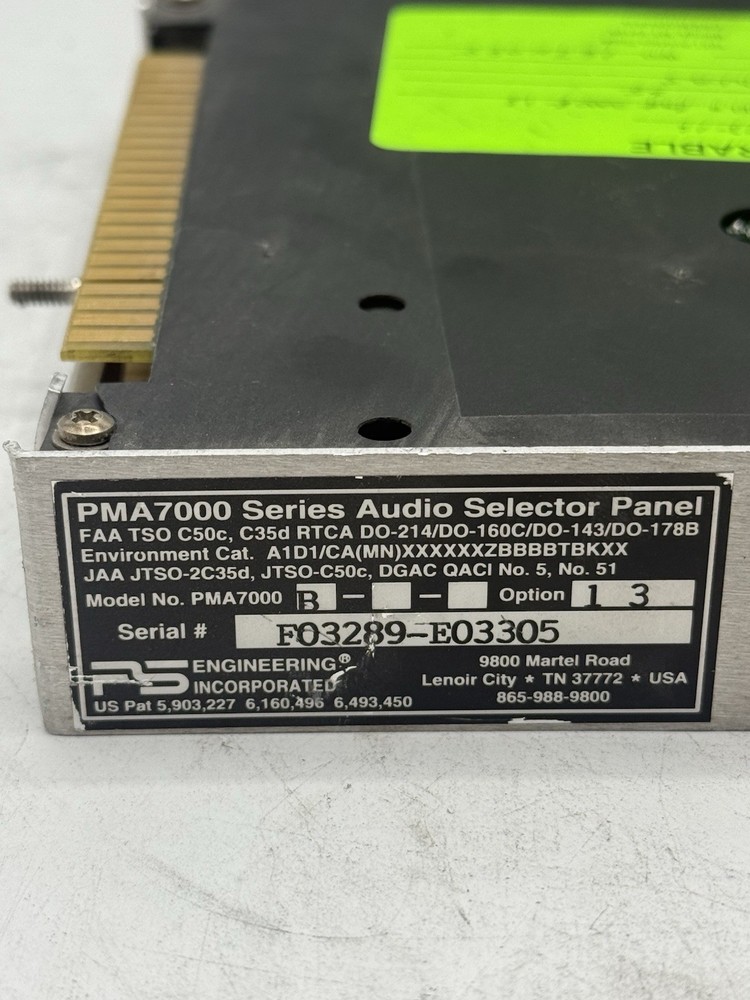 RABLE
PMA7000 Series Audio Selector Panel
FAA TSO C50c, C35d RTCA DO-214/DO-160C/DO-143/DO-178B
Environment Cat. A1D1/CA(MN)XXXXXXZBBBBTBKXX
JAA JTSO-2C35d, JTSO-C50c, DGAC QACI No. 5, No. 51
Model No. PMA7000 B - - Option 1 3
Serial # F03289-E03305
PS ENGINEERING®
INCORPORATED
US Pat 5,903,227 6,160,496 6,493,450
9800 Martel Road
Lenoir City * TN 37772 * USA
865-988-9800